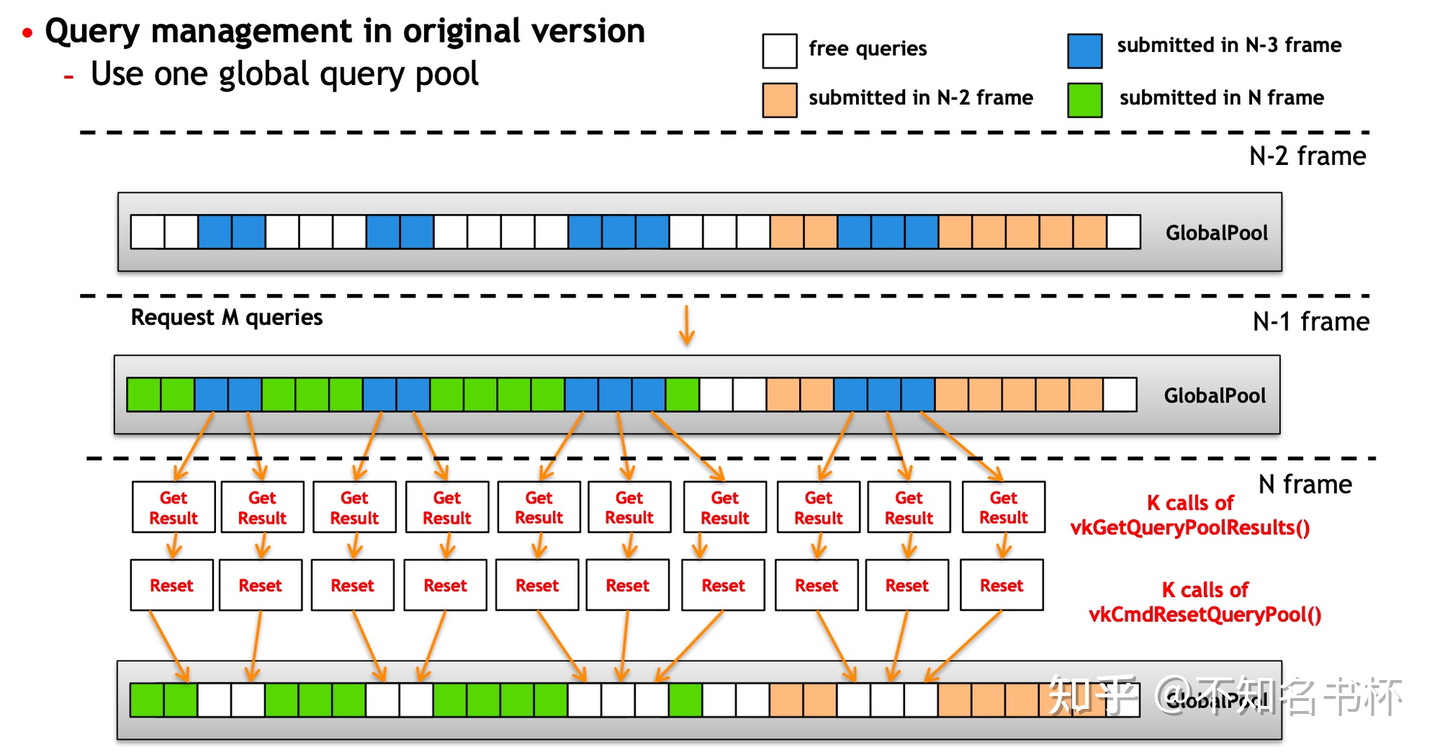 • Query management in original version
- Use one global query pool
free queries
submitted in N-3 frame
submitted in N-2 frame
submitted in N frame
N-2 frame
GlobalPool
Request M queries
N-1 frame
GlobalPool
N frame
Get Result Get Result Get Result Get Result Get Result Get Result Get Result Get Result Get Result Get Result
K calls of
vkGetQueryPoolResults()
Reset Reset Reset Reset Reset Reset Reset Reset Reset Reset
K calls of
vkCmdResetQueryPool()
GlobalPool
知乎 @不知名书杯